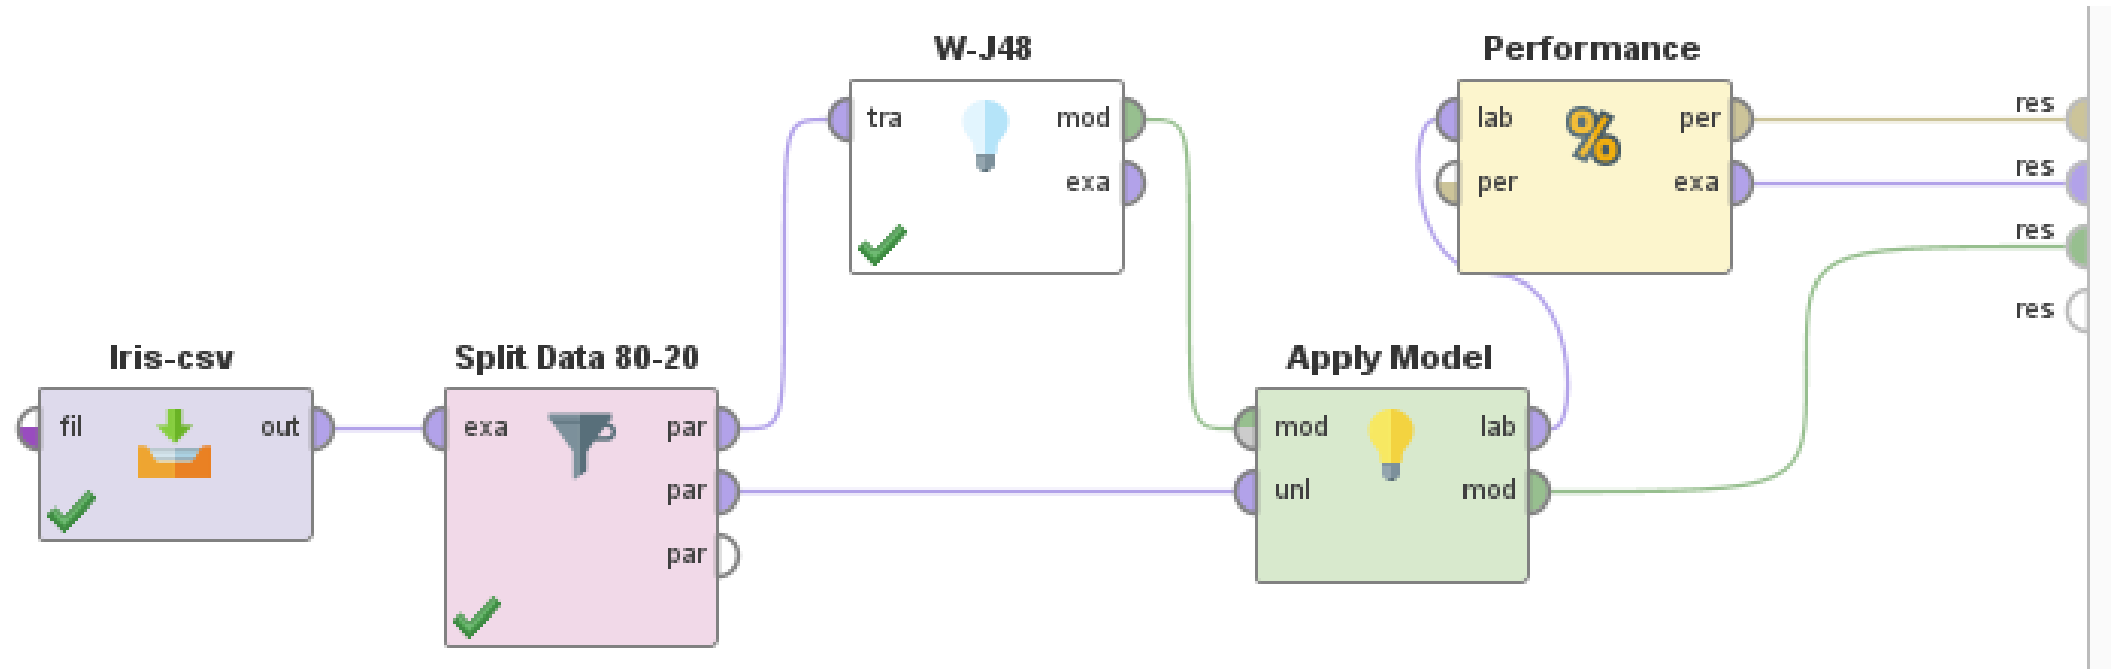 W-J48
tra
mod
exa
Performance
lab
per
per
exa
res
res
res
res
Iris-csv
fil
out
Split Data 80-20
exa
par
par
par
Apply Model
mod
lab
unl
mod